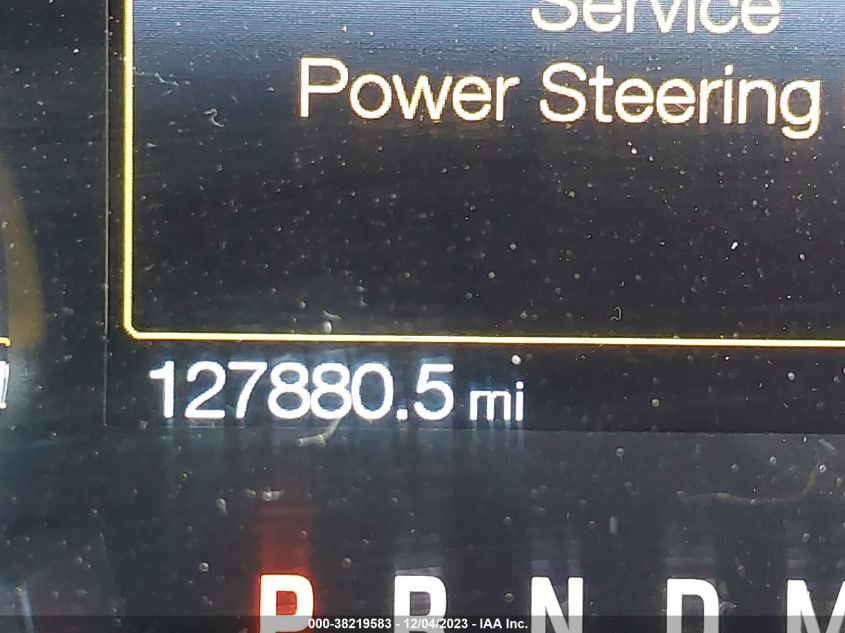 Service
Power Steering
127880.5 mi
P R N D M
000-38219583 - 12/04/2023 - IAA Inc.